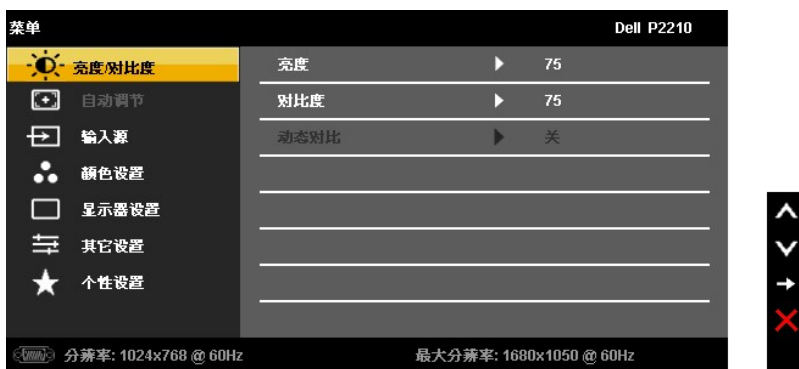 菜单 Dell P2210
亮度/对比度 亮度 75
自动调节 对比度 75
输入源 动态对比 关
颜色设置
显示器设置
其它设置
个性设置
分辨率: 1024x768 @ 60Hz 最大分辨率: 1680x1050 @ 60Hz